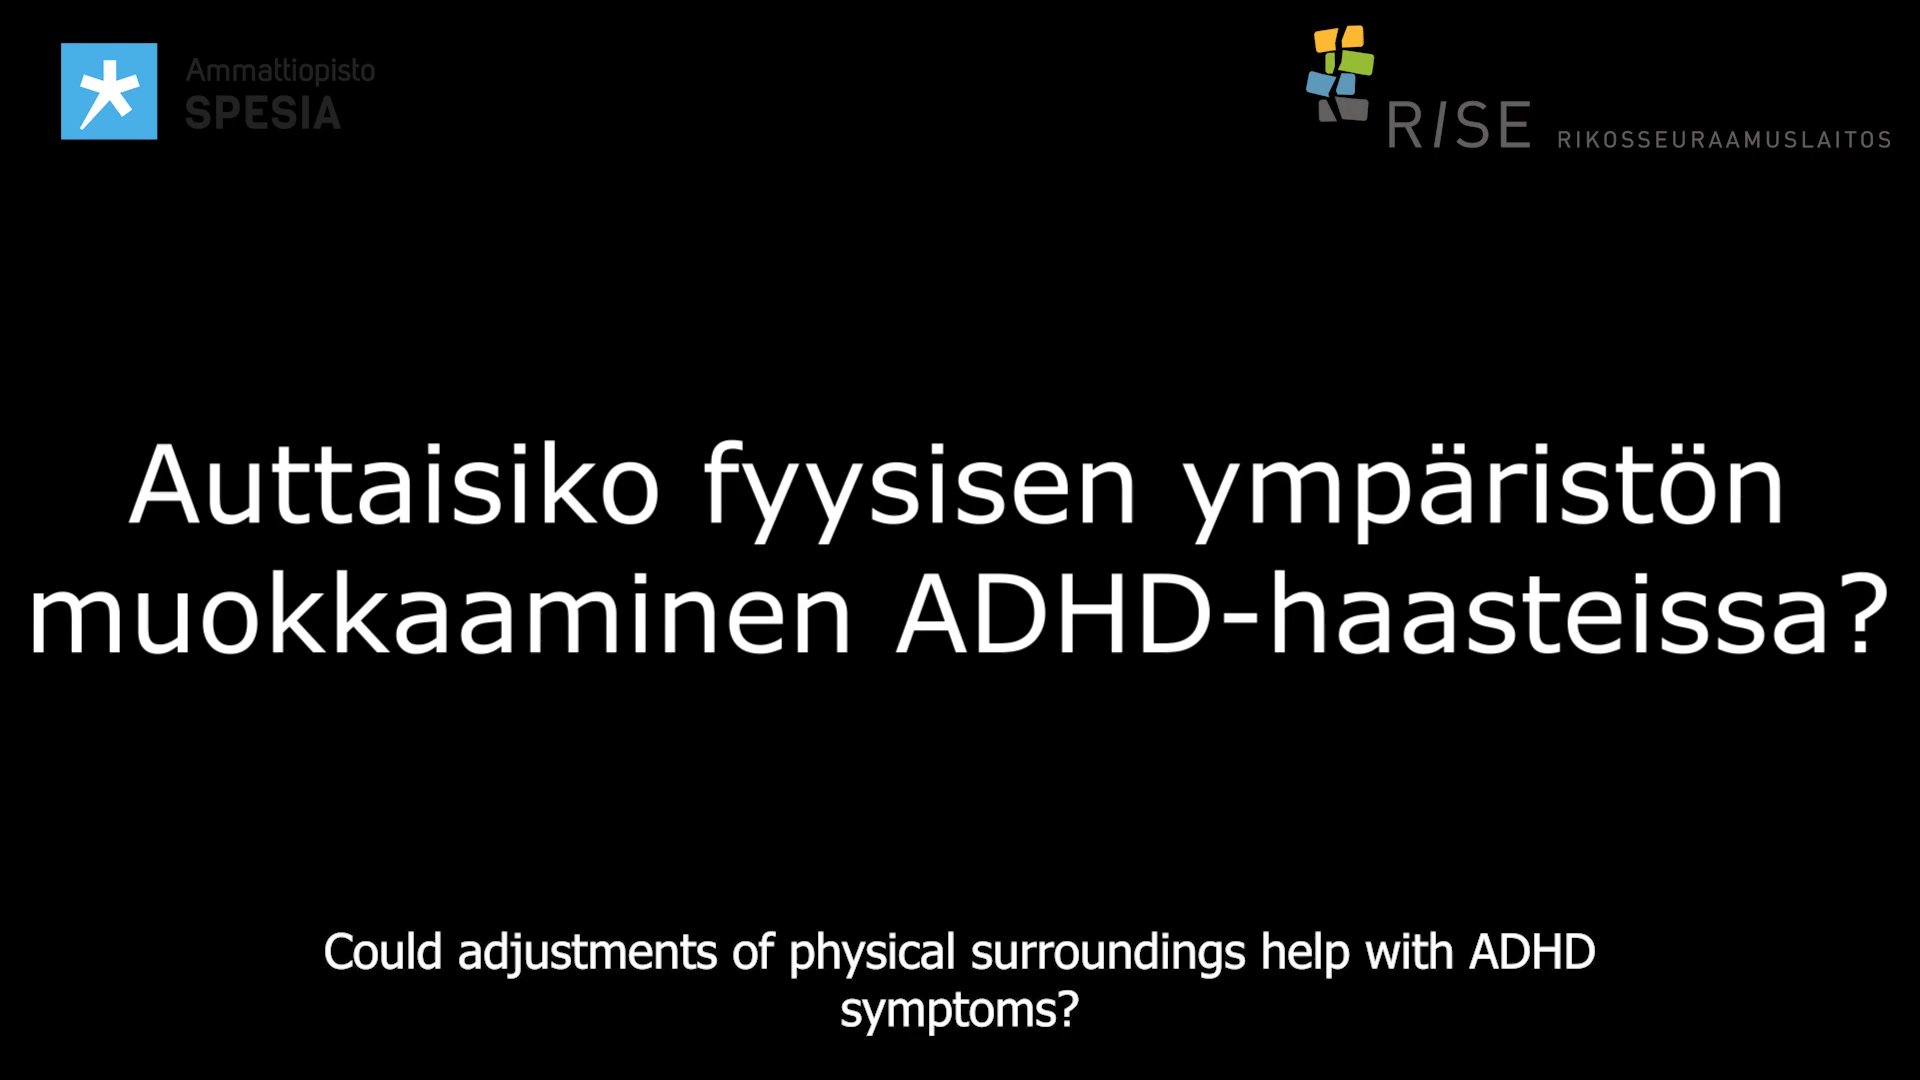 Ammattiopisto
SPESIA
RISE RIKOSSEURAAMUSLAITOS
Auttaisiko fyysisen ympäristön
muokkaaminen ADHD-haasteissa?
Could adjustments of physical surroundings help with ADHD
symptoms?